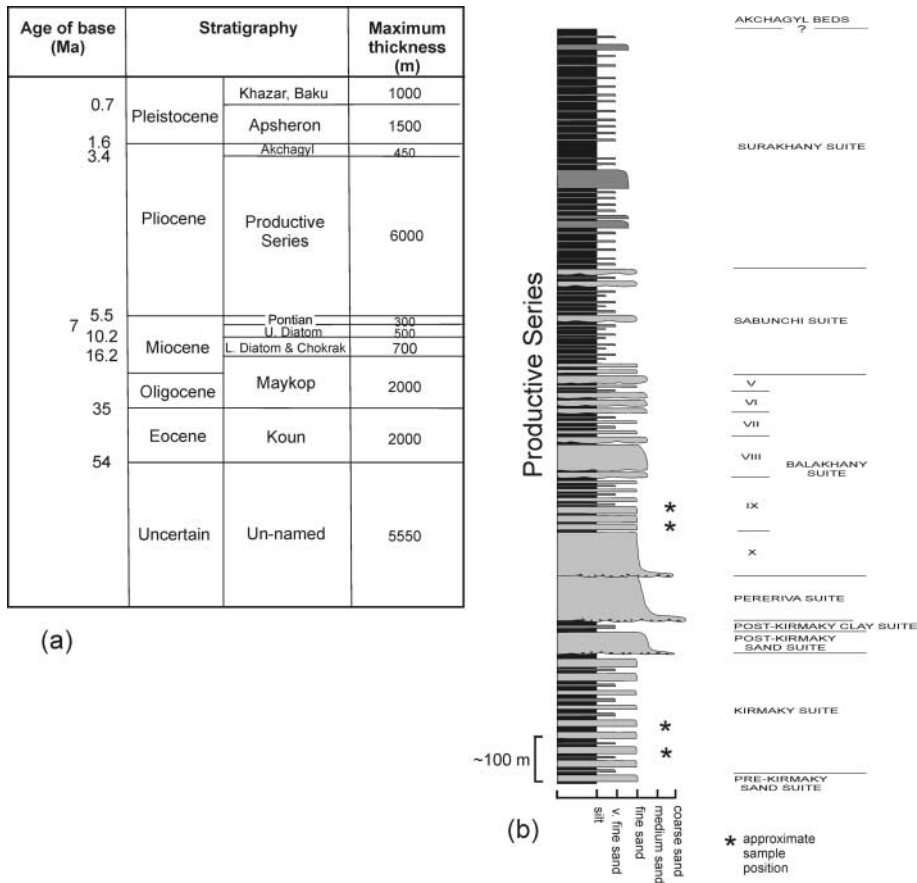 Age of base
(Ma)
Stratigraphy
Maximum
thickness
(m)
0.7
1.6
3.4
5.5
7
10.2
16.2
35
54
Pleistocene
Khazar, Baku
1000
Apsheron
1500
Akchagyl
450
Pliocene
Productive
Series
6000
Pontian
300
U. Diatom
500
Miocene
L. Diatom & Chokrak
700
Oligocene
Maykop
2000
Eocene
Koun
2000
Uncertain
Un-named
5550
(a)
Productive Series
AKCHAGYL BEDS
?
SURAKHANY SUITE
SABUNCHI SUITE
V
VI
VII
VIII
BALAKHANY
SUITE
IX
*
*
X
PERERIVA SUITE
POST-KIRMAKY CLAY SUITE
POST-KIRMAKY
SAND SUITE
KIRMAKY SUITE
*
*
~100 m
PRE-KIRMAKY
SAND SUITE
silt
v. fine sand
fine sand
medium sand
coarse sand
(b)
* approximate
sample
position